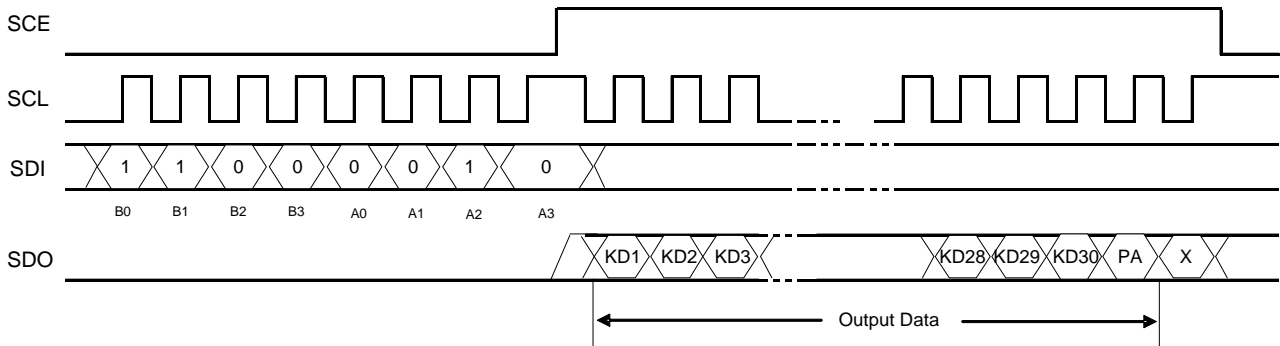 SCE
SCL
SDI 1 1 0 0 0 0 1 0
B0 B1 B2 B3 A0 A1 A2 A3
SDO KD1 KD2 KD3 KD28 KD29 KD30 PA X
Output Data